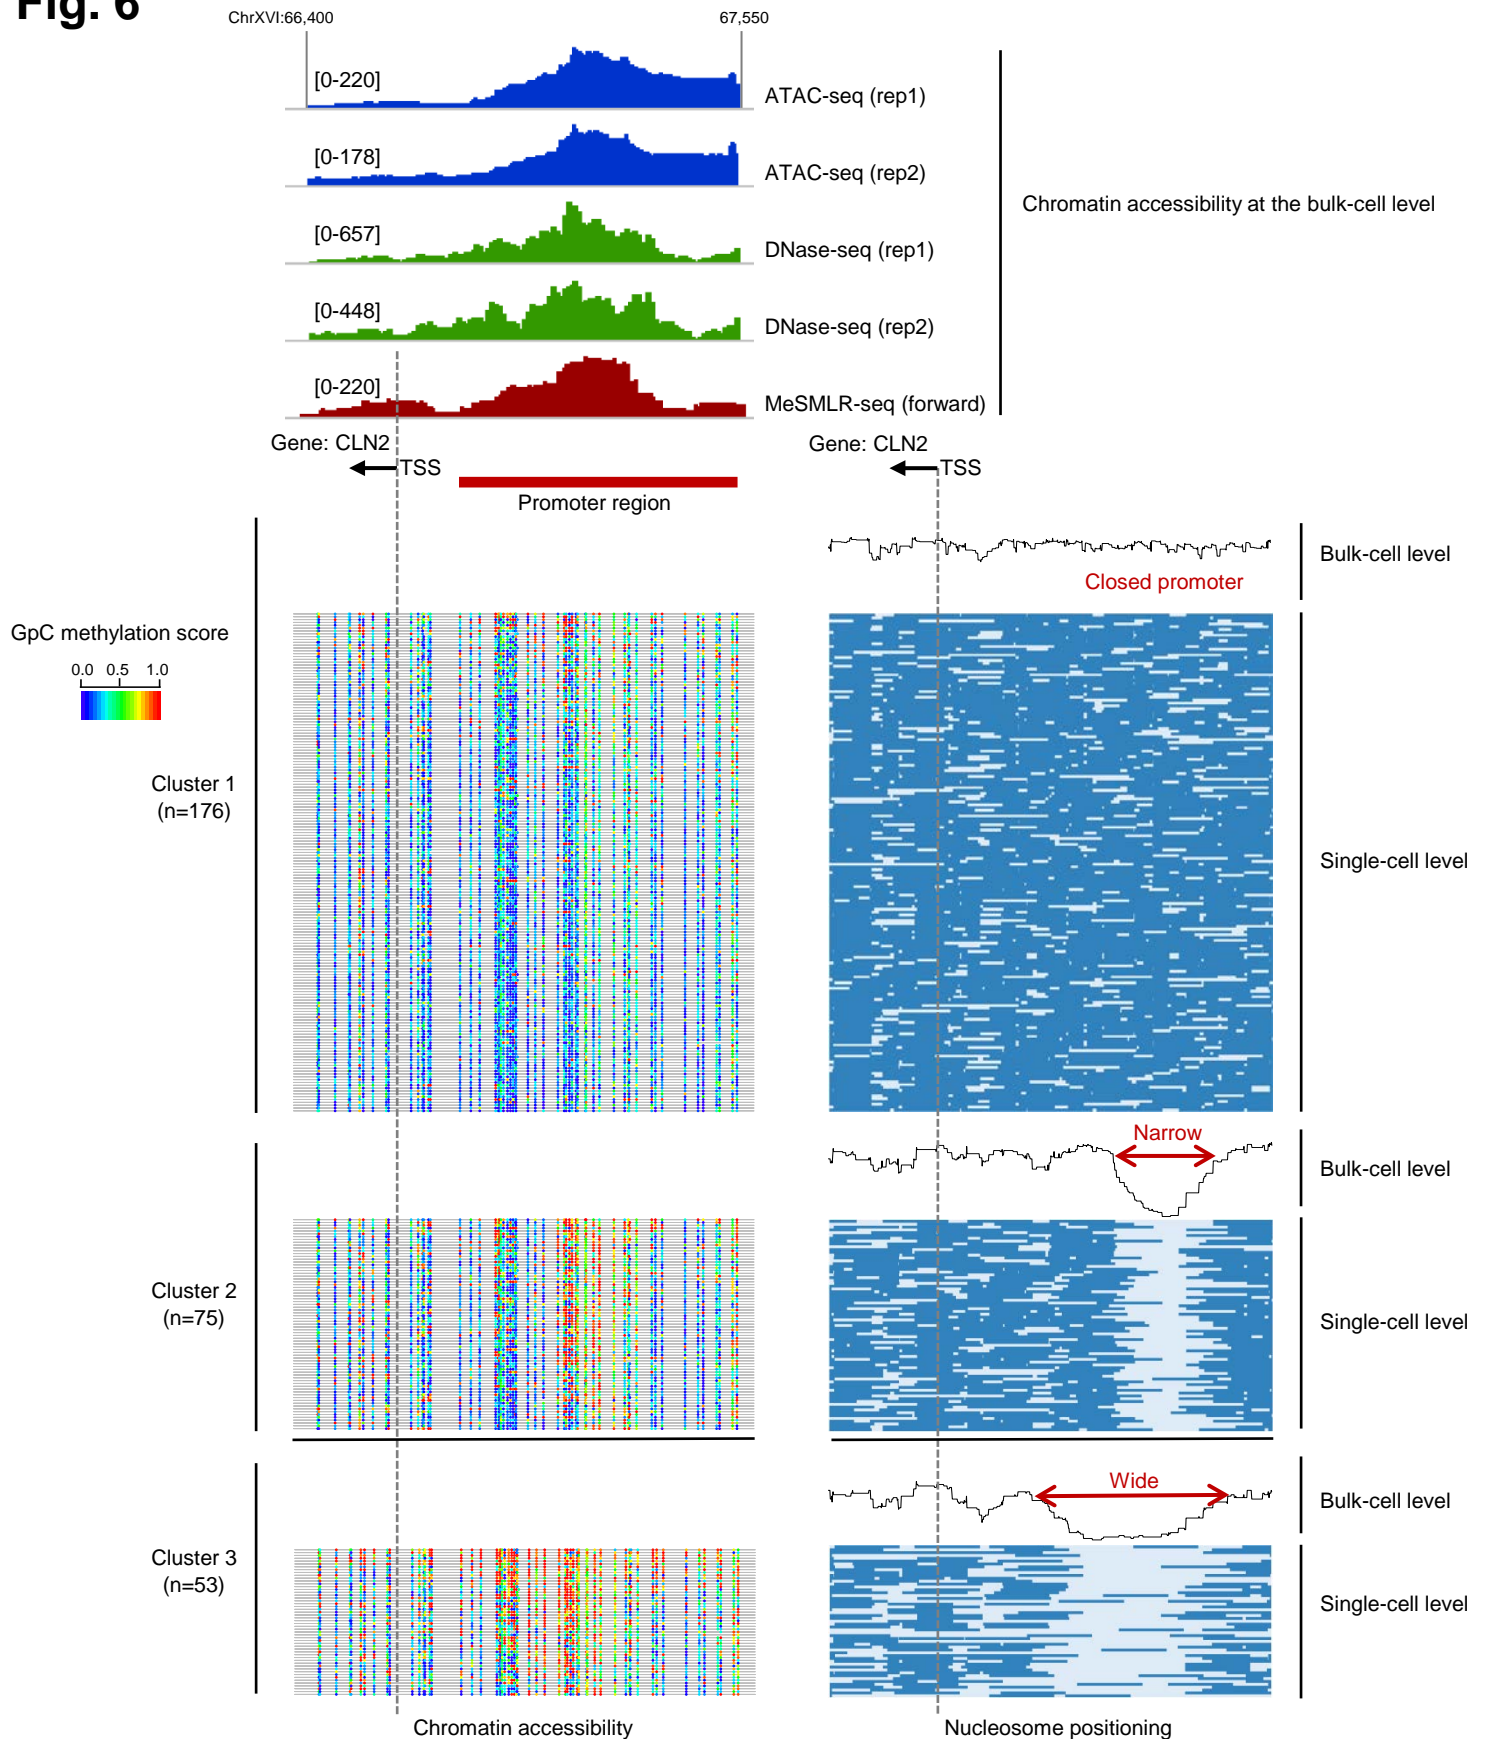 Fig. 6
ChrXVI:66,400
67,550
[0-220]
ATAC-seq (rep1)
[0-178]
ATAC-seq (rep2)
Chromatin accessibility at the bulk-cell level
[0-657]
DNase-seq (rep1)
[0-448]
DNase-seq (rep2)
[0-220]
MeSMLR-seq (forward)
Gene: CLN2
TSS
Promoter region
Gene: CLN2
TSS
Bulk-cell level
Closed promoter
GpC methylation score
0.0 0.5 1.0
Cluster 1
(n=176)
Single-cell level
Narrow
Bulk-cell level
Cluster 2
(n=75)
Single-cell level
Wide
Bulk-cell level
Cluster 3
(n=53)
Single-cell level
Chromatin accessibility
Nucleosome positioning